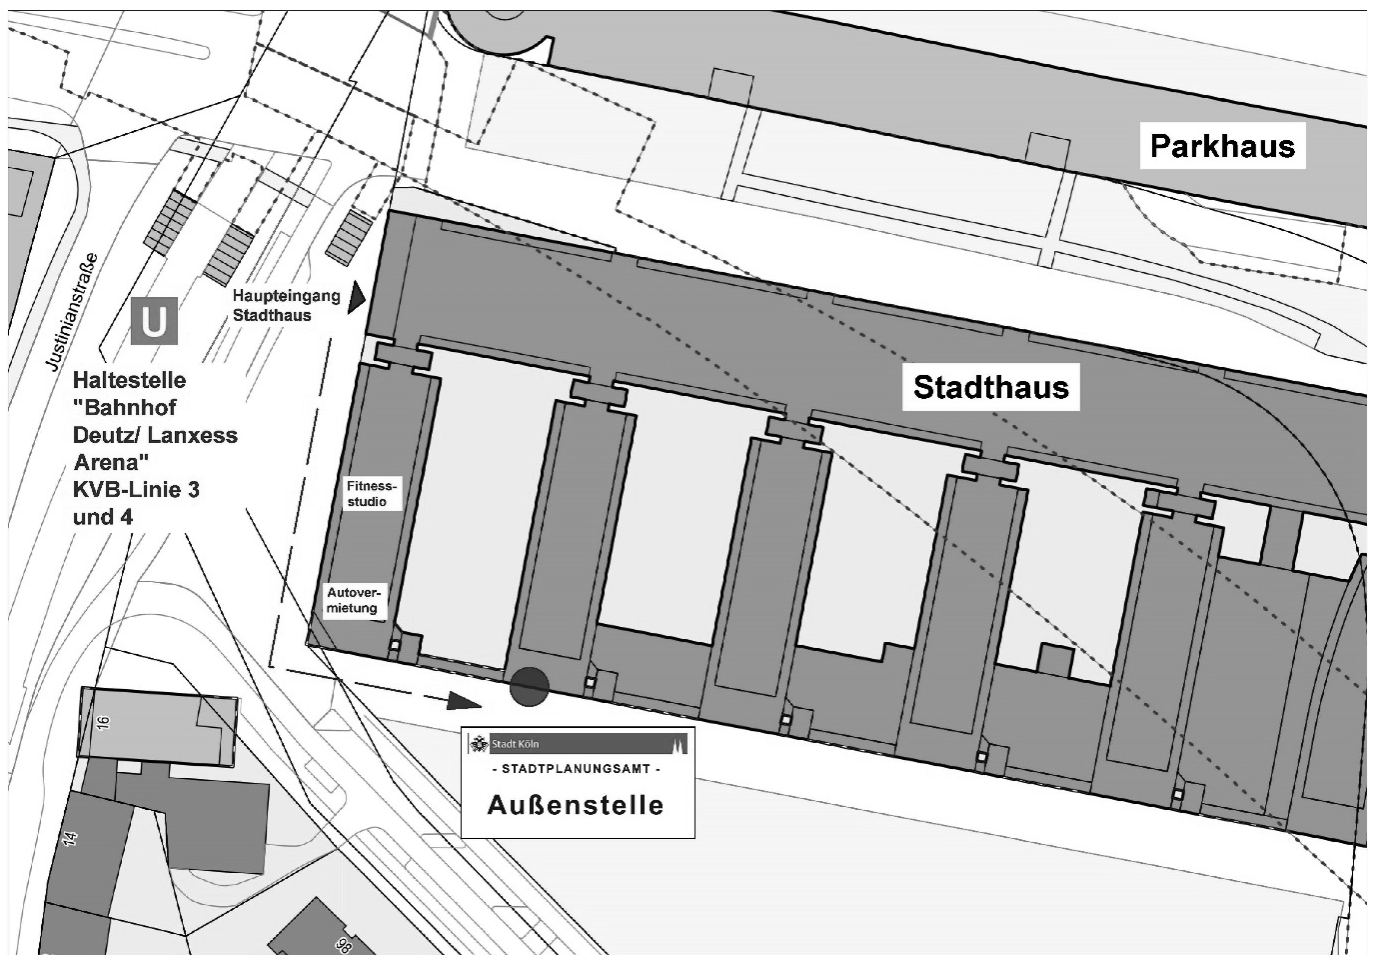 Parkhaus
Justinianstraße
Haupteingang
Stadthaus
U
Haltestelle
"Bahnhof
Deutz/ Lanxess
Arena"
KVB-Linie 3
und 4
Stadthaus
Fitness-
studio
Autover-
mietung
Stadt Köln
- STADTPLANUNGSAMT -
Außenstelle
16
14
98